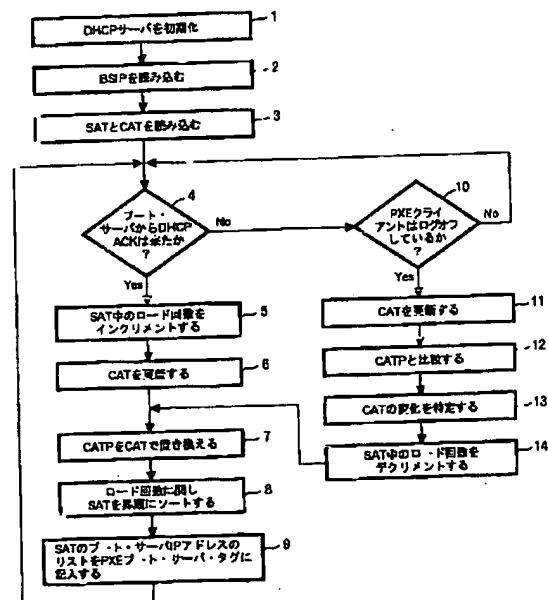 DHCPサーバを初期化
1
BSIPを読み込む
2
SATとCATを読み込む
3
4
ブート・
サーバからDHCP
ACKは来たか
?
No
Yes
10
PXEクライ
アントはログオフ
しているか
?
No
Yes
SAT中のロード回数を
インクリメントする
5
CATを更新する
6
CATPをCATで置き換える
7
ロード回数に関し
SATを昇順にソートする
8
SATのブート・サーバIPアドレスの
リストをPXEブート・サーバ・タグに
記入する
9
CATを更新する
11
CATPと比較する
12
CATの変化を特定する
13
SAT中のロード回数を
デクリメントする
14